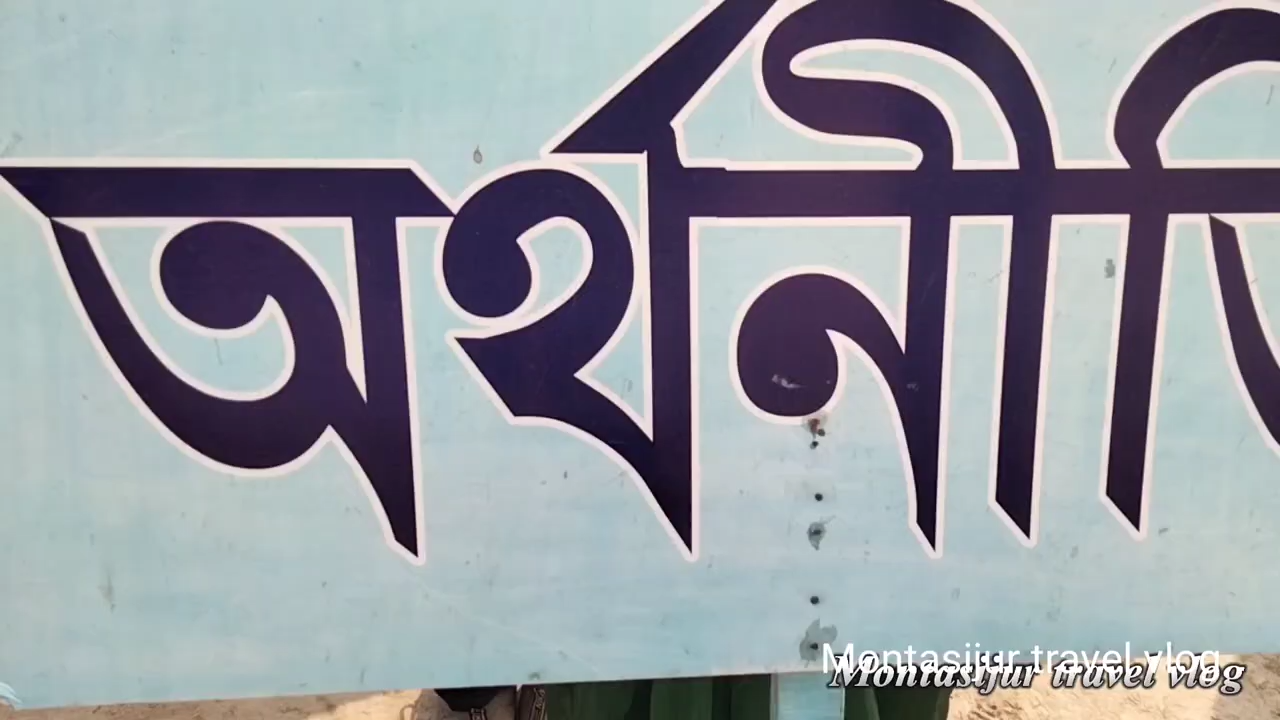 অর্থনীতি
Montasijur travel vlog
Montasijur travel vlog